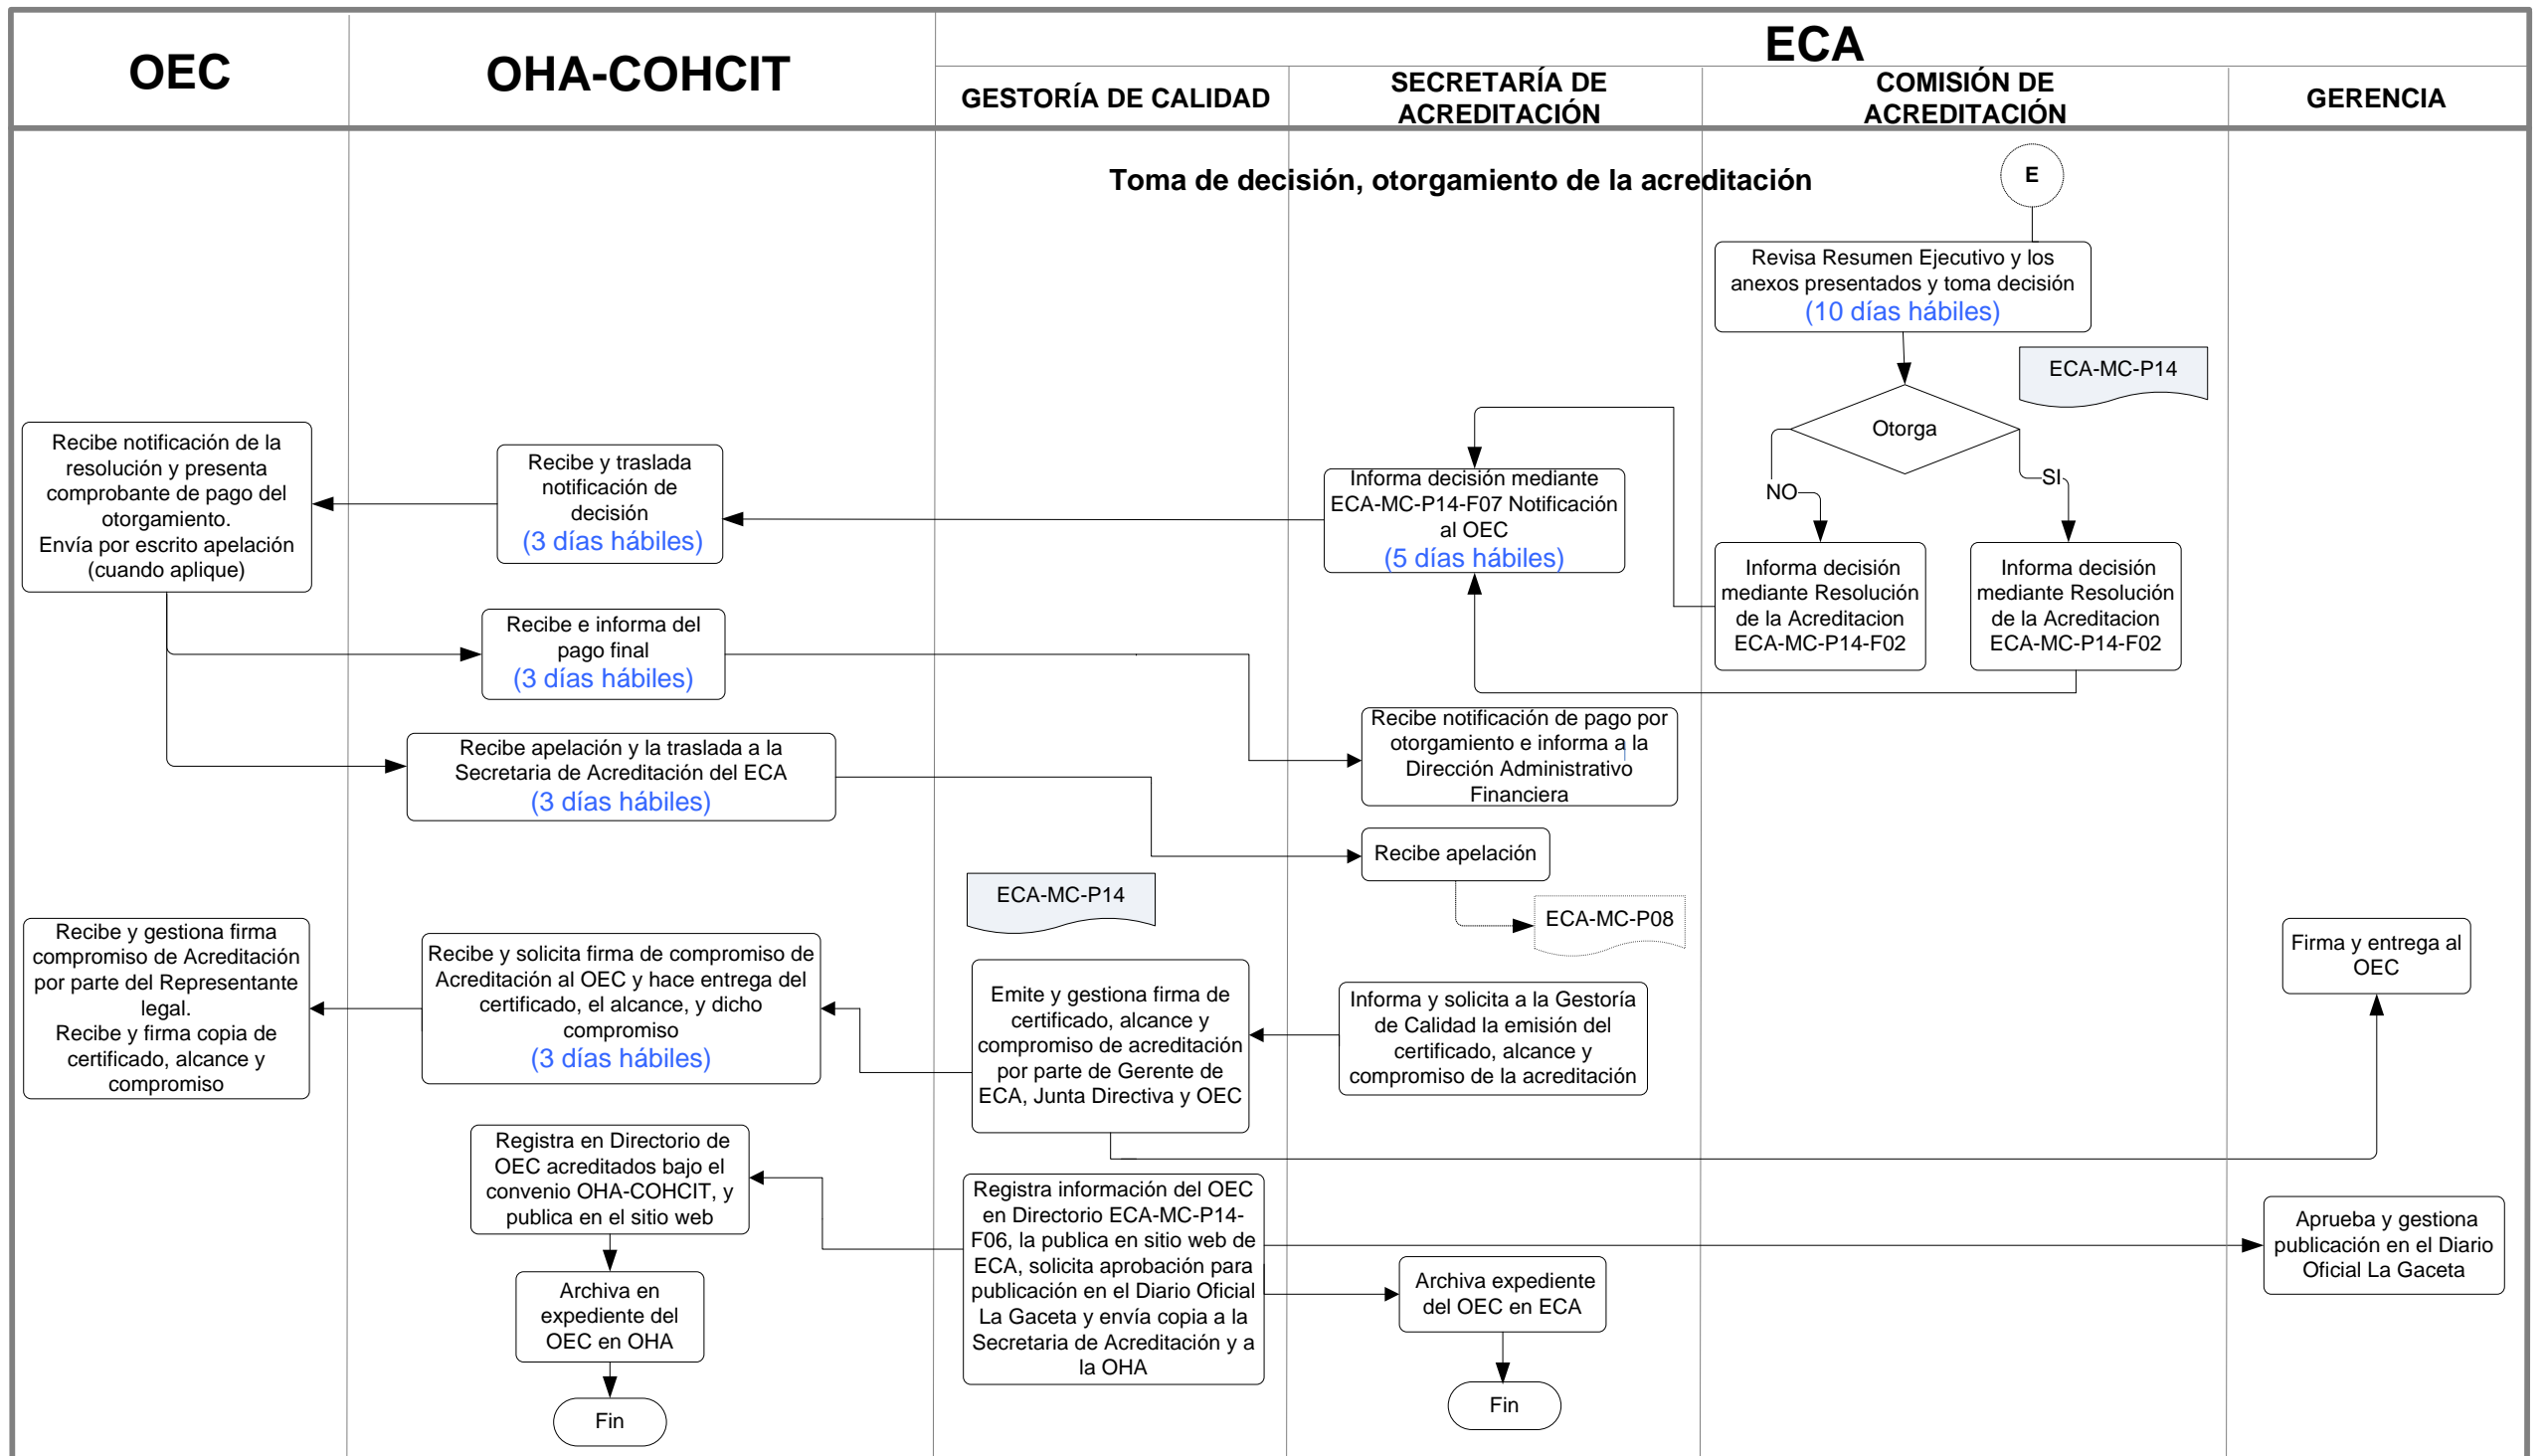 OEC
OHA-COHCIT
ECA
GESTORÍA DE CALIDAD
SECRETARÍA DE
ACREDITACIÓN
COMISIÓN DE
ACREDITACIÓN
GERENCIA
Toma de decisión, otorgamiento de la acreditación
E
Revisa Resumen Ejecutivo y los
anexos presentados y toma decisión
(10 días hábiles)
ECA-MC-P14
Otorga
NO
SI
Informa decisión
mediante Resolución
de la Acreditacion
ECA-MC-P14-F02
Informa decisión
mediante Resolución
de la Acreditacion
ECA-MC-P14-F02
Informa decisión mediante
ECA-MC-P14-F07 Notificación
al OEC
(5 días hábiles)
Recibe y traslada
notificación de
decisión
(3 días hábiles)
Recibe notificación de la
resolución y presenta
comprobante de pago del
otorgamiento.
Envía por escrito apelación
(cuando aplique)
Recibe e informa del
pago final
(3 días hábiles)
Recibe notificación de pago por
otorgamiento e informa a la
Dirección Administrativo
Financiera
Recibe apelación y la traslada a la
Secretaria de Acreditación del ECA
(3 días hábiles)
Recibe apelación
ECA-MC-P08
ECA-MC-P14
Recibe y gestiona firma
compromiso de Acreditación
por parte del Representante
legal.
Recibe y firma copia de
certificado, alcance y
compromiso
Recibe y solicita firma de compromiso de
Acreditación al OEC y hace entrega del
certificado, el alcance, y dicho
compromiso
(3 días hábiles)
Emite y gestiona firma de
certificado, alcance y
compromiso de acreditación
por parte de Gerente de
ECA, Junta Directiva y OEC
Informa y solicita a la Gestoría
de Calidad la emisión del
certificado, alcance y
compromiso de la acreditación
Firma y entrega al
OEC
Registra en Directorio de
OEC acreditados bajo el
convenio OHA-COHCIT, y
publica en el sitio web
Registra información del OEC
en Directorio ECA-MC-P14-
F06, la publica en sitio web de
ECA, solicita aprobación para
publicación en el Diario Oficial
La Gaceta y envía copia a la
Secretaria de Acreditación y a
la OHA
Archiva expediente
del OEC en ECA
Aprueba y gestiona
publicación en el Diario
Oficial La Gaceta
Archiva en
expediente del
OEC en OHA
Fin
Fin